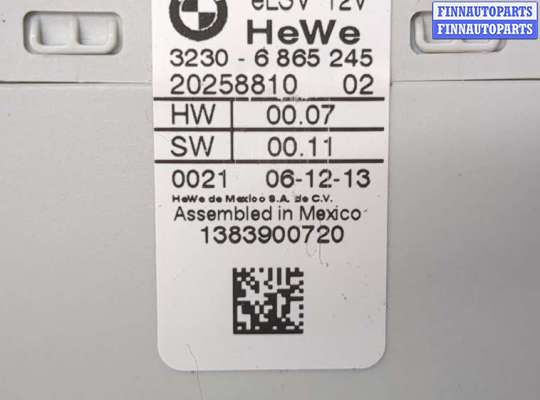 FINNAUTOPARTS
FINNAUTOPARTS
eLSV 12V
HeWe
3230 - 6 865 245
20258810 02
HW 00.07
SW 00.11
0021 06-12-13
HeWe de Mexico S.A. de C.V.
Assembled in Mexico
1383900720